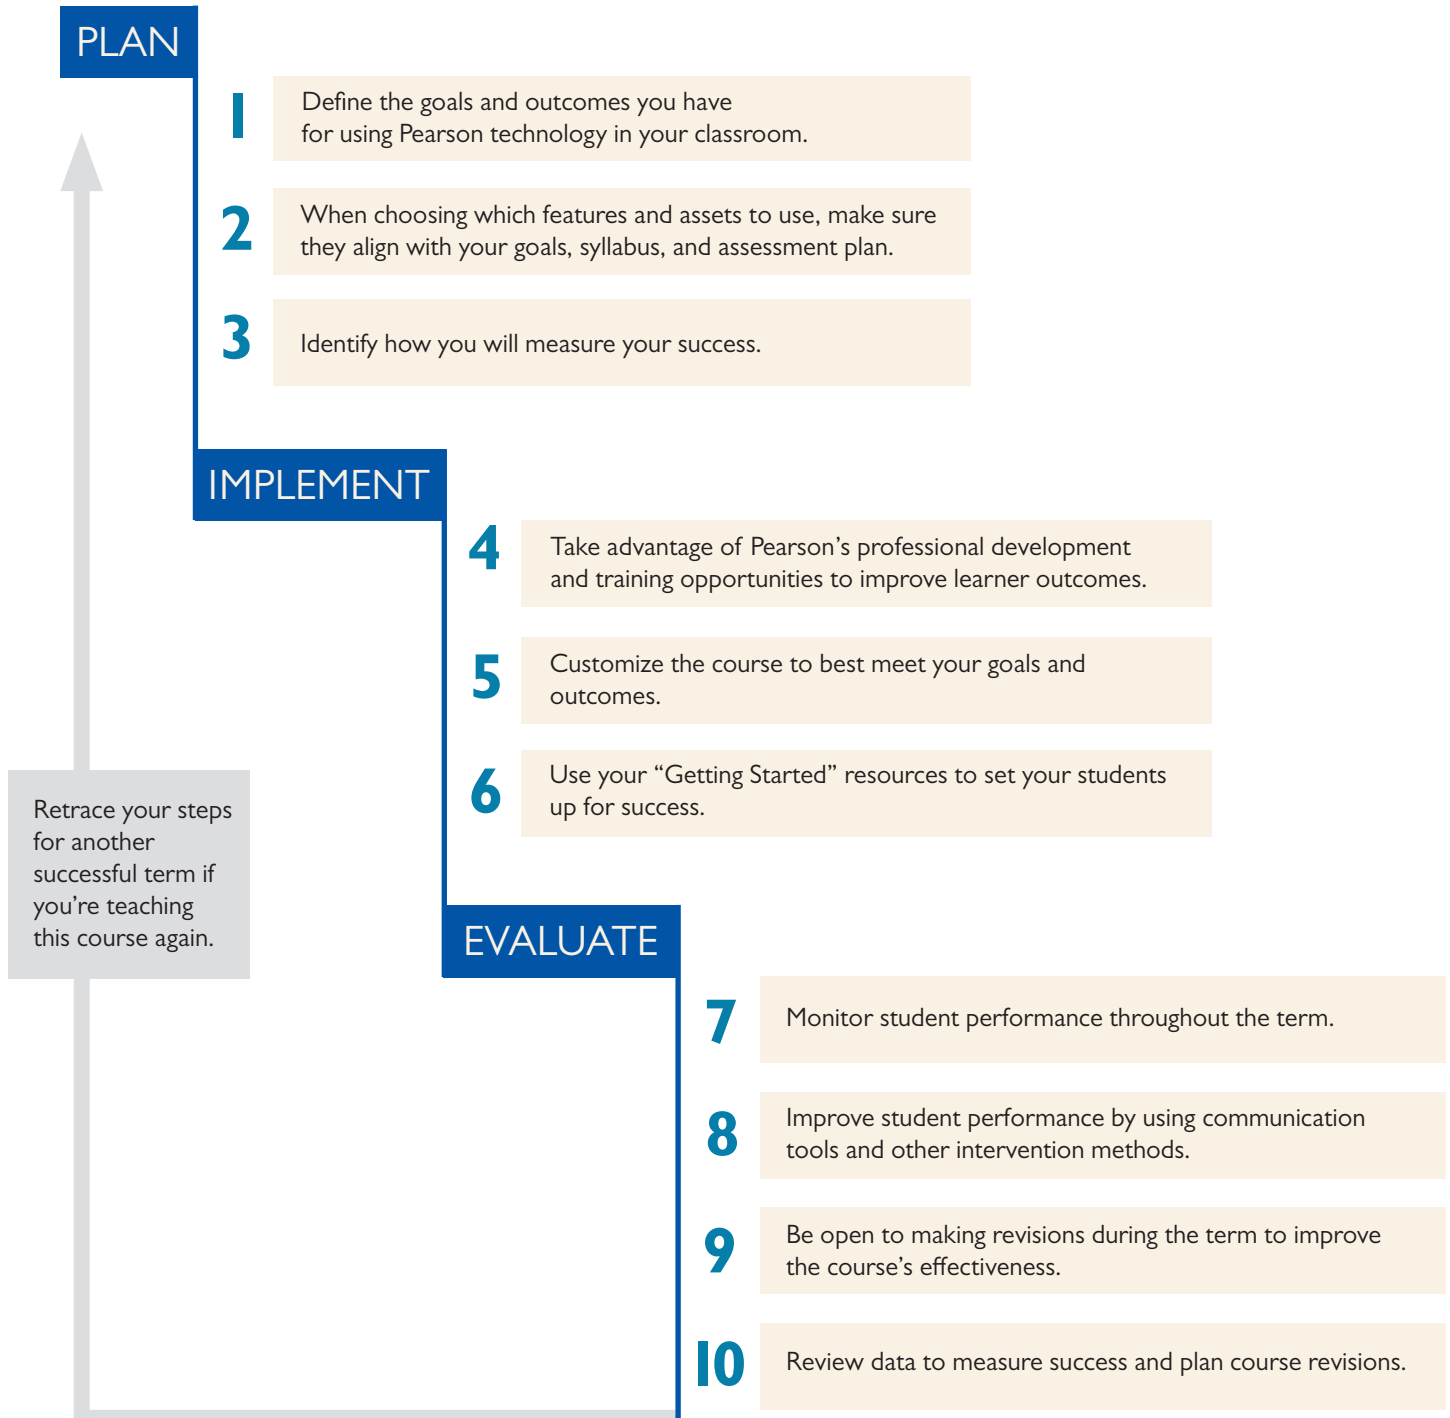 PLAN
1
Define the goals and outcomes you have
for using Pearson technology in your classroom.
2
When choosing which features and assets to use, make sure
they align with your goals, syllabus, and assessment plan.
3
Identify how you will measure your success.
IMPLEMENT
4
Take advantage of Pearson’s professional development
and training opportunities to improve learner outcomes.
5
Customize the course to best meet your goals and
outcomes.
6
Use your “Getting Started” resources to set your students
up for success.
Retrace your steps
for another
successful term if
you’re teaching
this course again.
EVALUATE
7
Monitor student performance throughout the term.
8
Improve student performance by using communication
tools and other intervention methods.
9
Be open to making revisions during the term to improve
the course’s effectiveness.
10
Review data to measure success and plan course revisions.